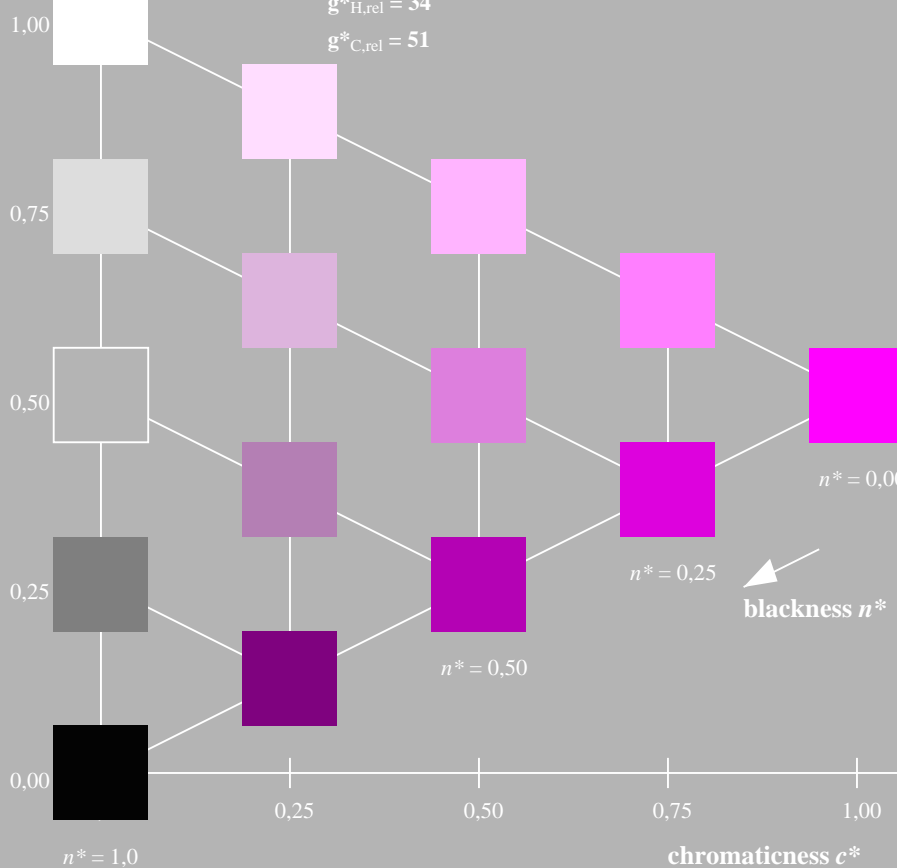 g*H,rel = 34
1,00
g*C,rel = 51
0,75
0,50
n* = 0,00
n* = 0,25
0,25
blackness n*
n* = 0,50
0,00
0,25 0,50 0,75 1,00
n* = 1,0
chromaticness c*